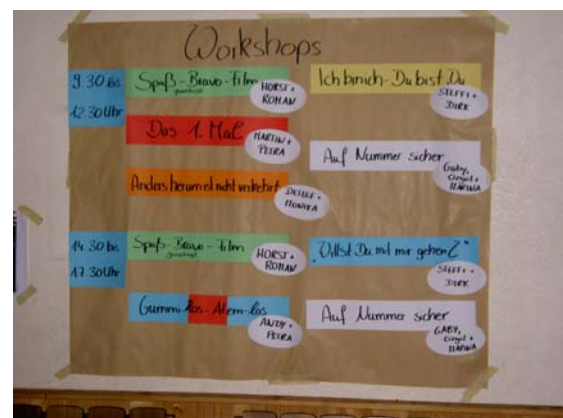 Workshops
9.30 bis
12.30 Uhr
Spaß-Bravo-Film
HORST +
ROMAN
Ich bin ich - Du bist Du
STEFFI +
DIRK
Das 1. Mal
MARTIN +
PETRA
Auf Nummer sicher
Gaby,
MARINA
Anders herum ist nicht verkehrt
DETLEF +
MONIKA
14.30 bis
17.30 Uhr
Spaß-Bravo-Film
HORST +
ROMAN
"Willst Du mit mir gehen?"
STEFFI +
DIRK
Gummi-los-Atem-los
ANDY +
PETRA
Auf Nummer sicher
GABY,
MARINA